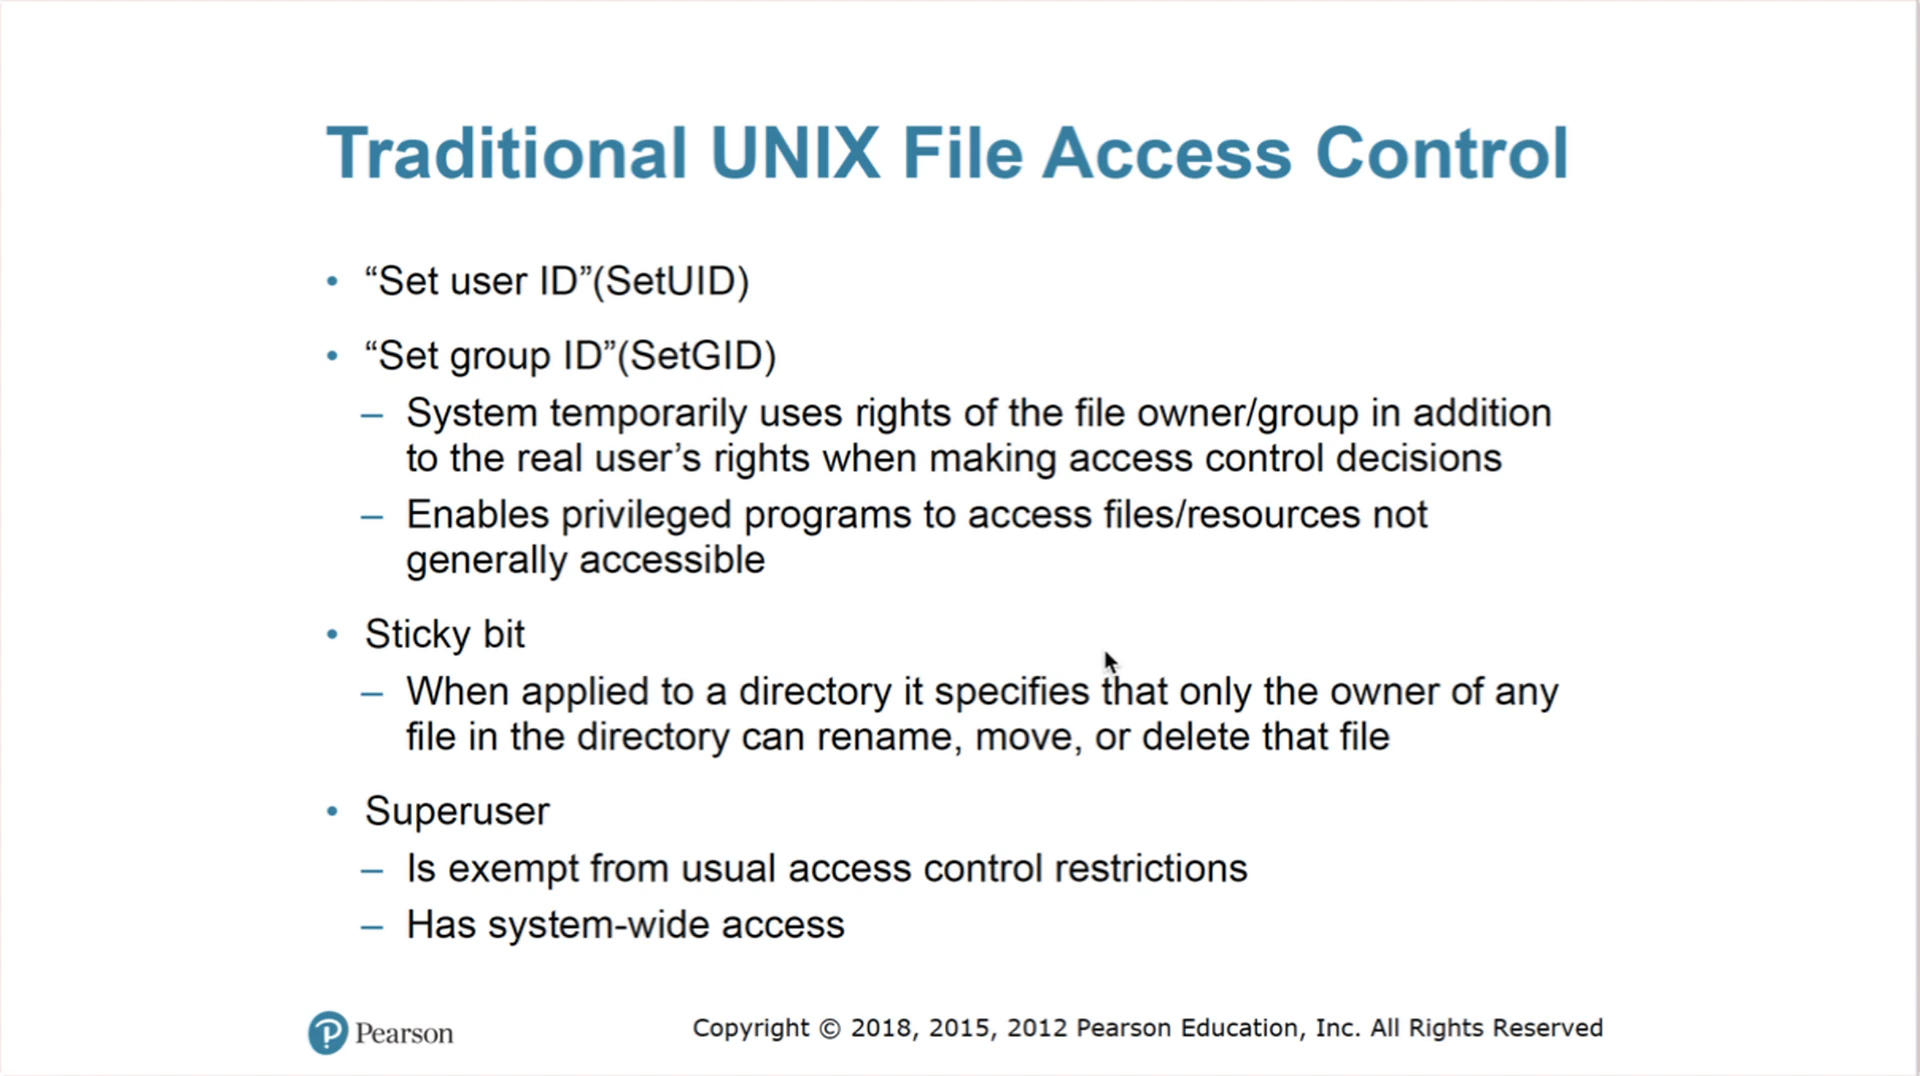 Traditional UNIX File Access Control
• “Set user ID”(SetUID)
• “Set group ID”(SetGID)
– System temporarily uses rights of the file owner/group in addition
to the real user’s rights when making access control decisions
– Enables privileged programs to access files/resources not
generally accessible
• Sticky bit
– When applied to a directory it specifies that only the owner of any
file in the directory can rename, move, or delete that file
• Superuser
– Is exempt from usual access control restrictions
– Has system-wide access
Pearson
Copyright © 2018, 2015, 2012 Pearson Education, Inc. All Rights Reserved